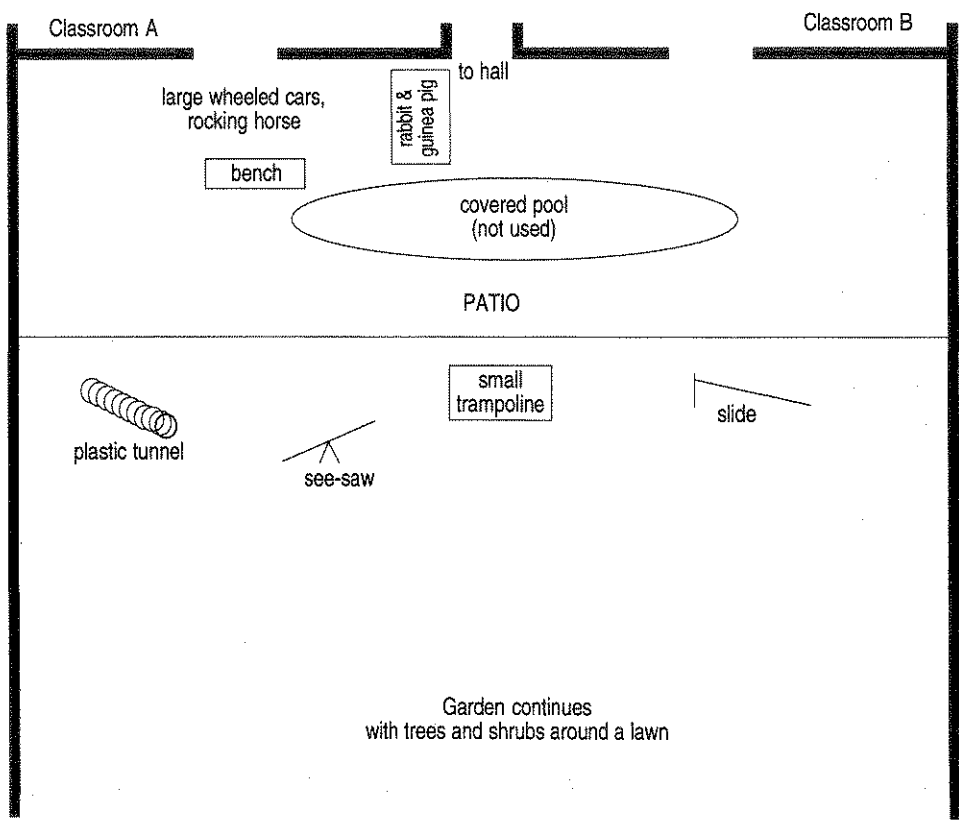 Classroom A
Classroom B
to hall
large wheeled cars,
rocking horse
rabbit &
guinea pig
bench
covered pool
(not used)
PATIO
small
trampoline
slide
plastic tunnel
see-saw
Garden continues
with trees and shrubs around a lawn